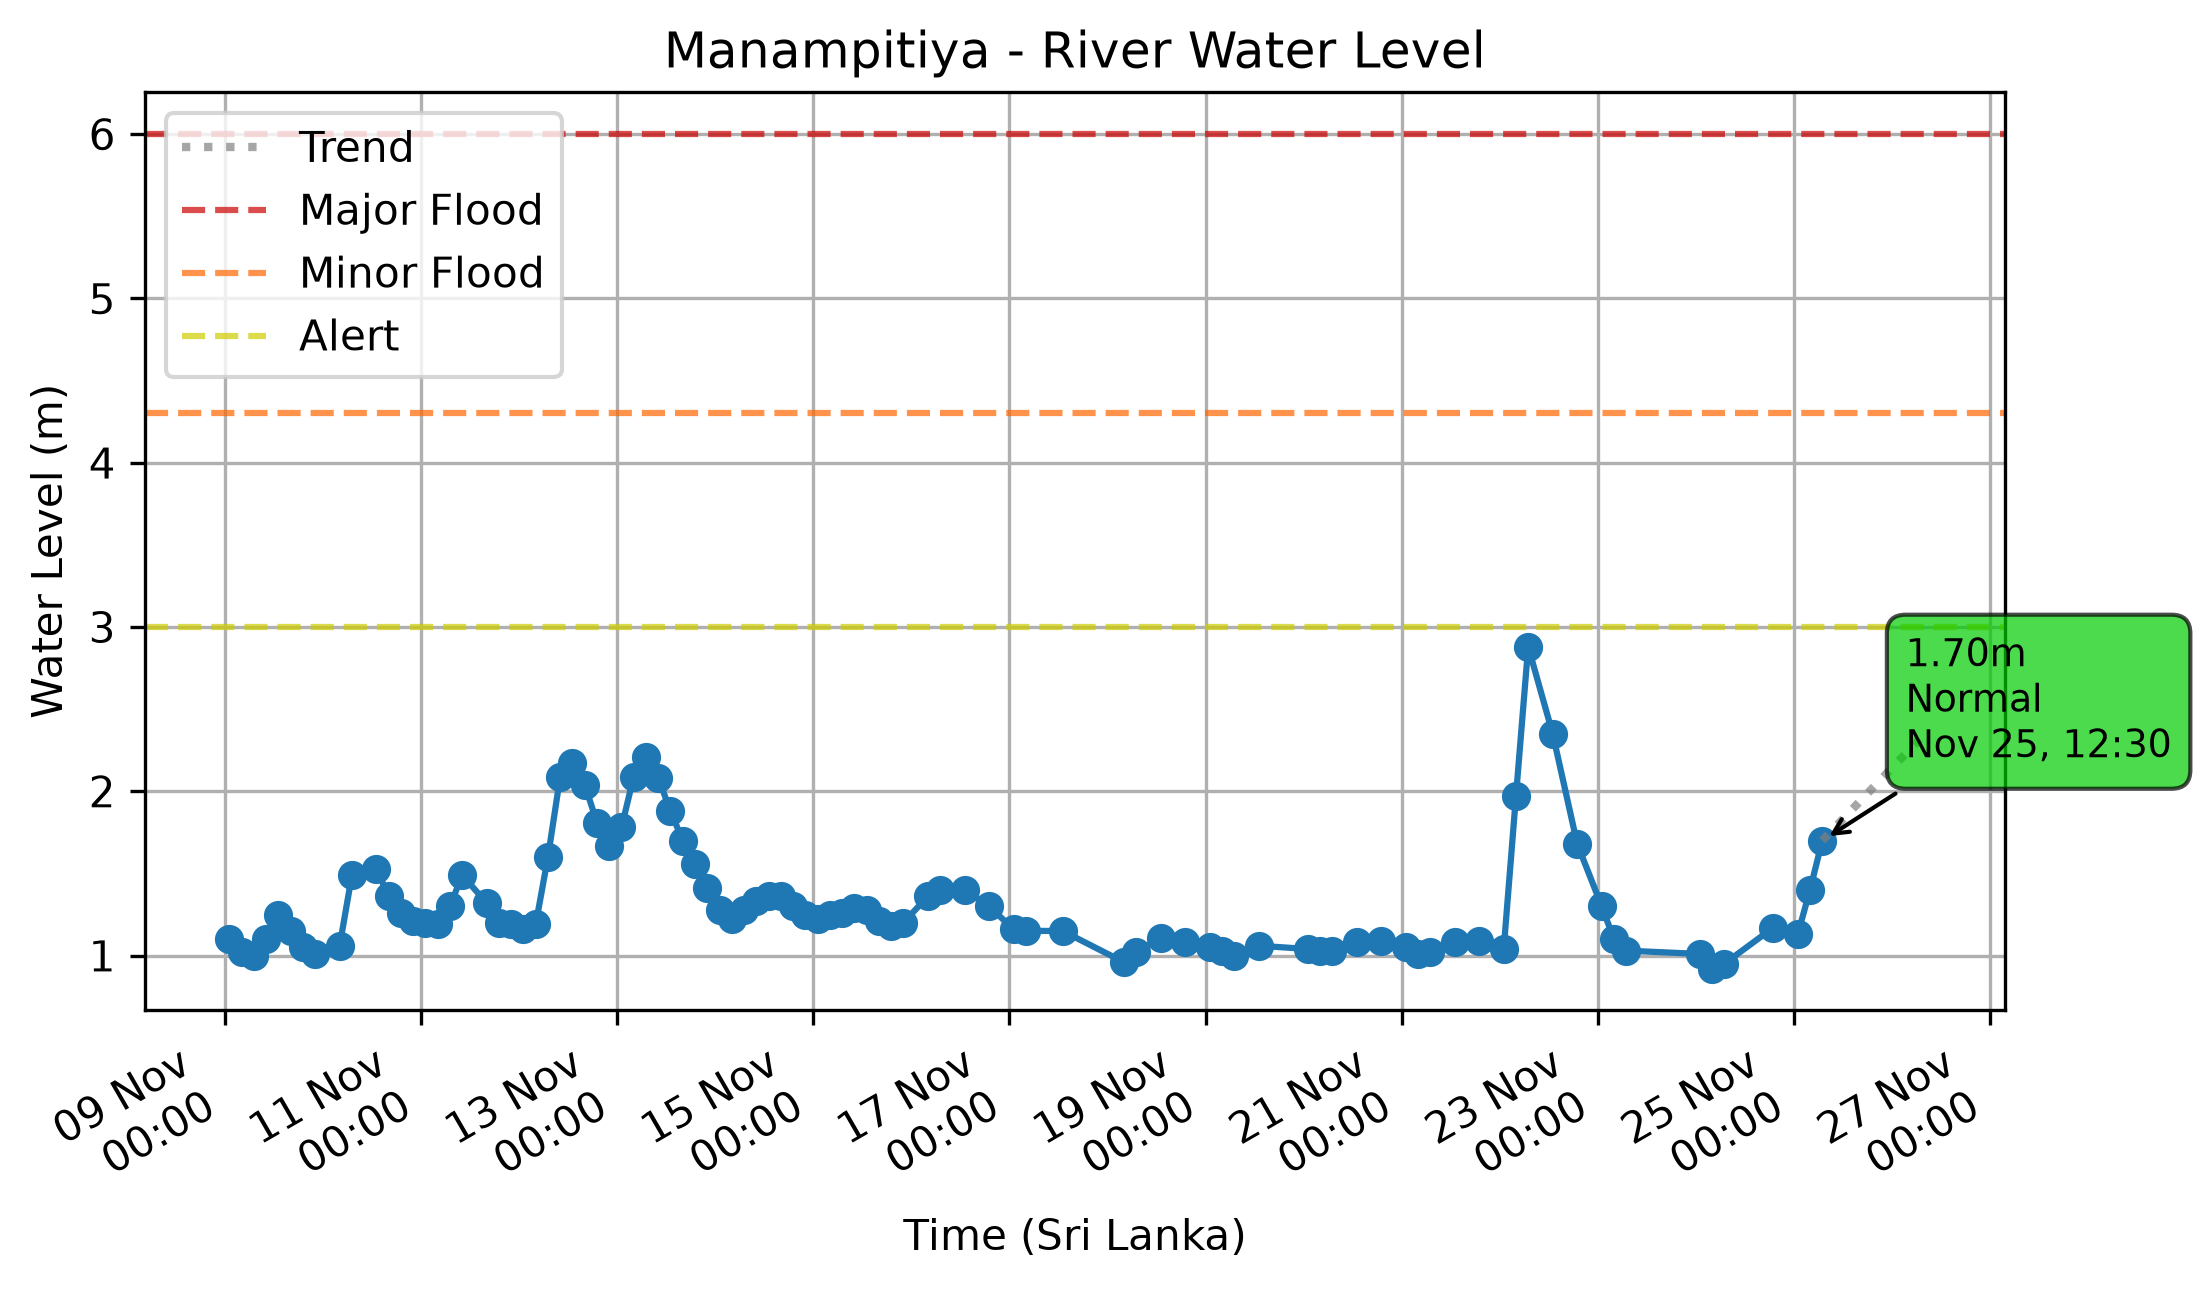 Manampitiya - River Water Level
6
5
4
3
2
1
Water Level (m)
Trend
Major Flood
Minor Flood
Alert
1.70m
Normal
Nov 25, 12:30
09 Nov
00:00
11 Nov
00:00
13 Nov
00:00
15 Nov
00:00
17 Nov
00:00
19 Nov
00:00
21 Nov
00:00
23 Nov
00:00
25 Nov
00:00
27 Nov
00:00
Time (Sri Lanka)